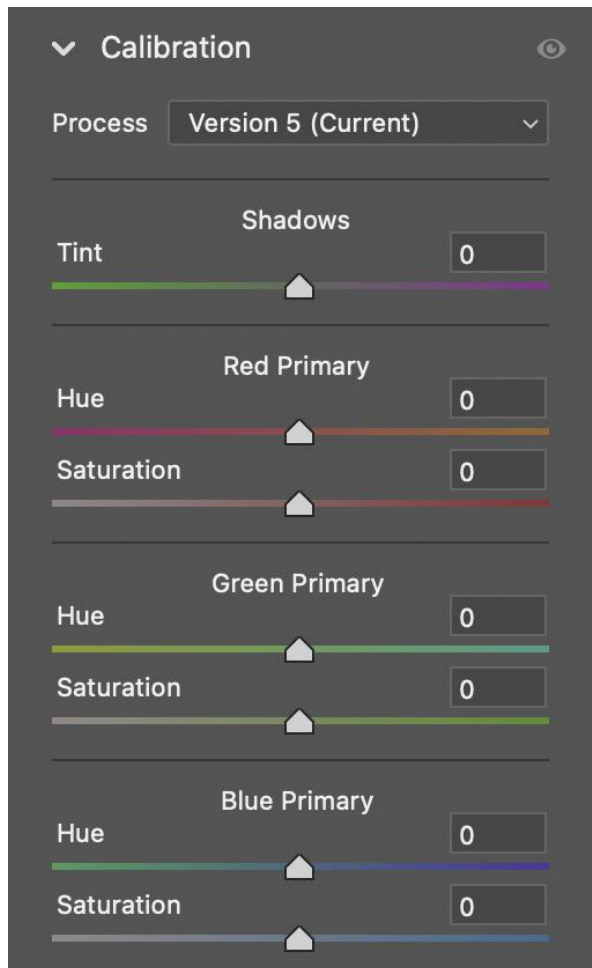 Calibration
Process Version 5 (Current)
Shadows
Tint 0
Red Primary
Hue 0
Saturation 0
Green Primary
Hue 0
Saturation 0
Blue Primary
Hue 0
Saturation 0